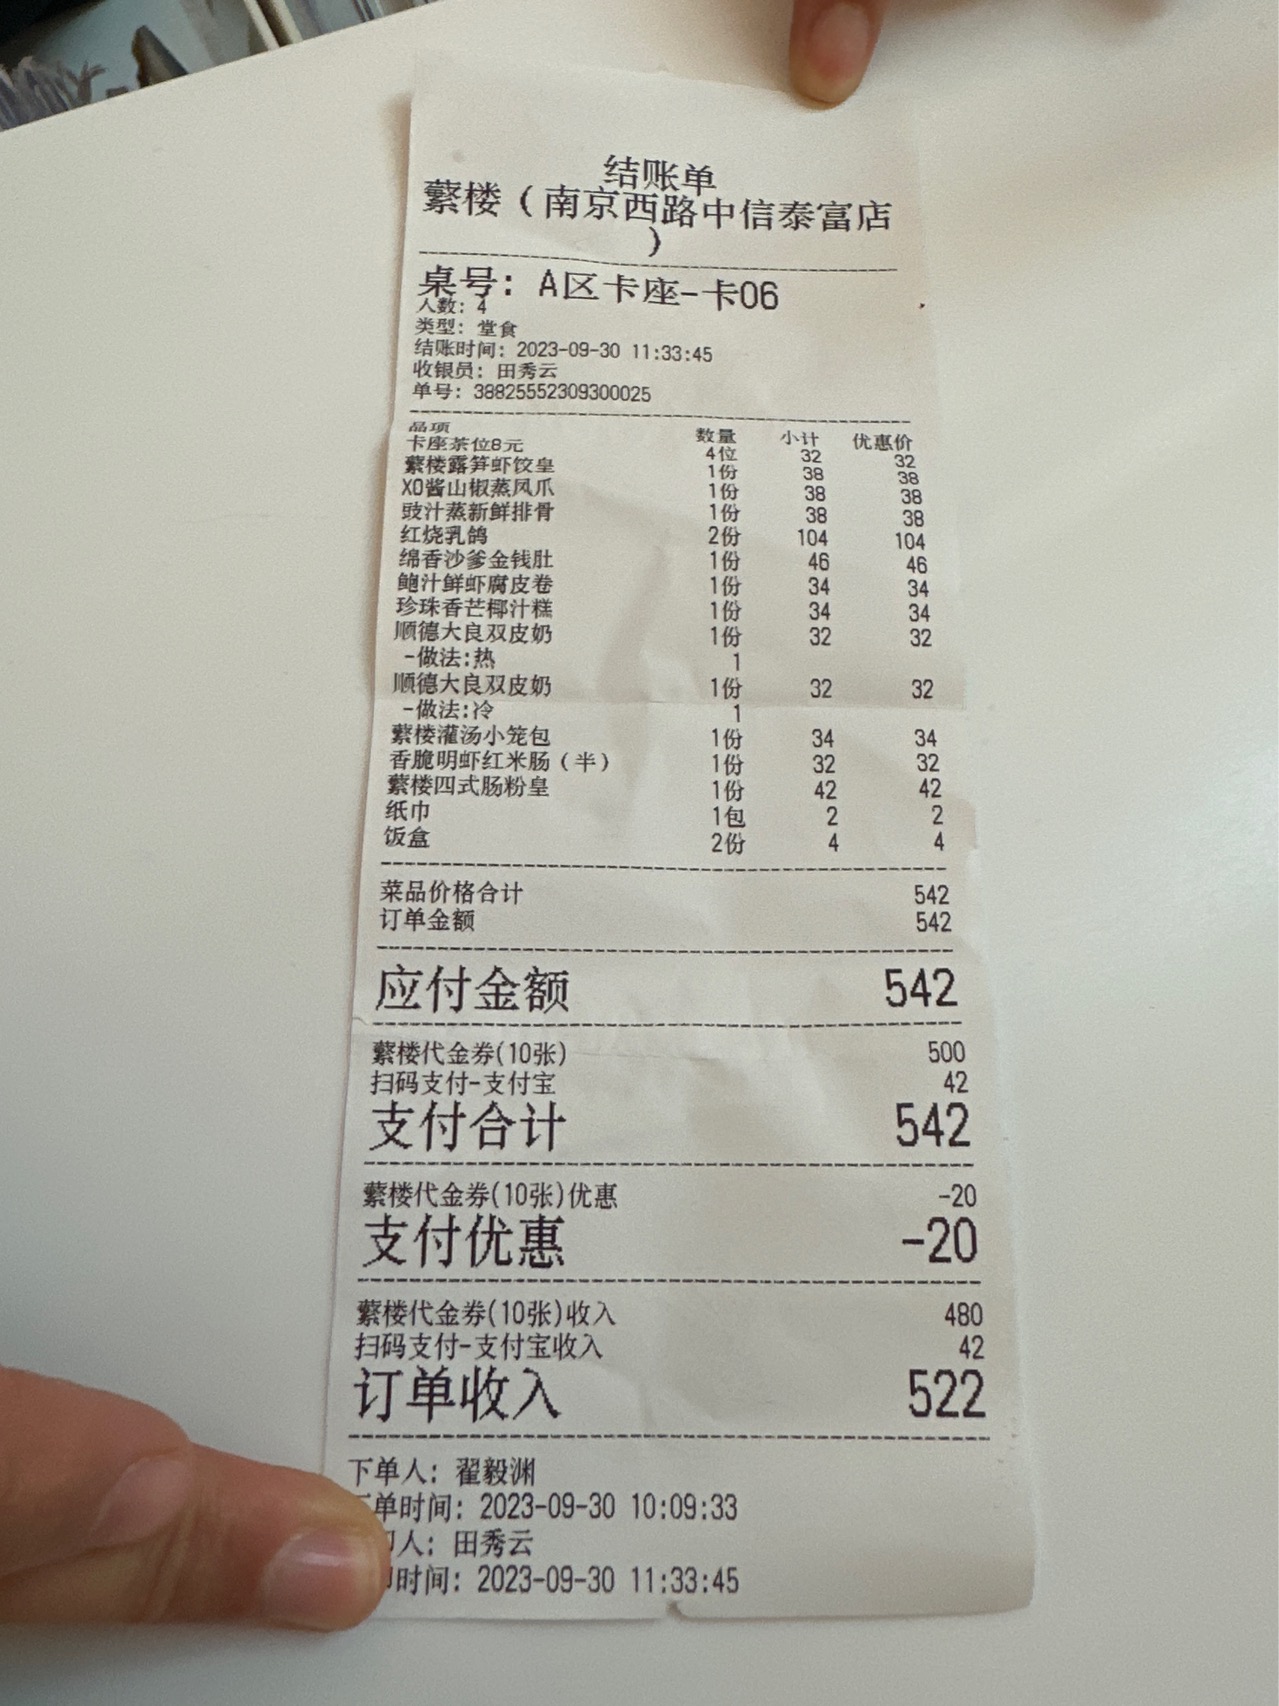 结账单
蘩楼（南京西路中信泰富店
）
桌号：A区卡座-卡06
人数：4
类型：堂食
结账时间：2023-09-30 11:33:45
收银员：田秀云
单号：388255552309300025
品项 数量 小计 优惠价
卡座茶位8元 4位 32 32
蘩楼露笋虾饺皇 1份 38 38
XO酱山椒蒸凤爪 1份 38 38
豉汁蒸新鲜排骨 1份 38 38
红烧乳鸽 2份 104 104
绵香沙爹金钱肚 1份 46 46
鲍汁鲜虾腐皮卷 1份 34 34
珍珠香芒椰汁糕 1份 34 34
顺德大良双皮奶 1份 32 32
-做法:热 1
顺德大良双皮奶 1份 32 32
-做法:冷 1
蘩楼灌汤小笼包 1份 34 34
香脆明虾红米肠（半） 1份 32 32
蘩楼四式肠粉皇 1份 42 42
纸巾 1包 2 2
饭盒 2份 4 4
菜品价格合计 542
订单金额 542
应付金额 542
蘩楼代金券(10张) 500
扫码支付-支付宝 42
支付合计 542
蘩楼代金券(10张)优惠 -20
支付优惠 -20
蘩楼代金券(10张)收入 480
扫码支付-支付宝收入 42
订单收入 522
下单人：翟毅渊
单时间：2023-09-30 10:09:33
人：田秀云
时间：2023-09-30 11:33:45